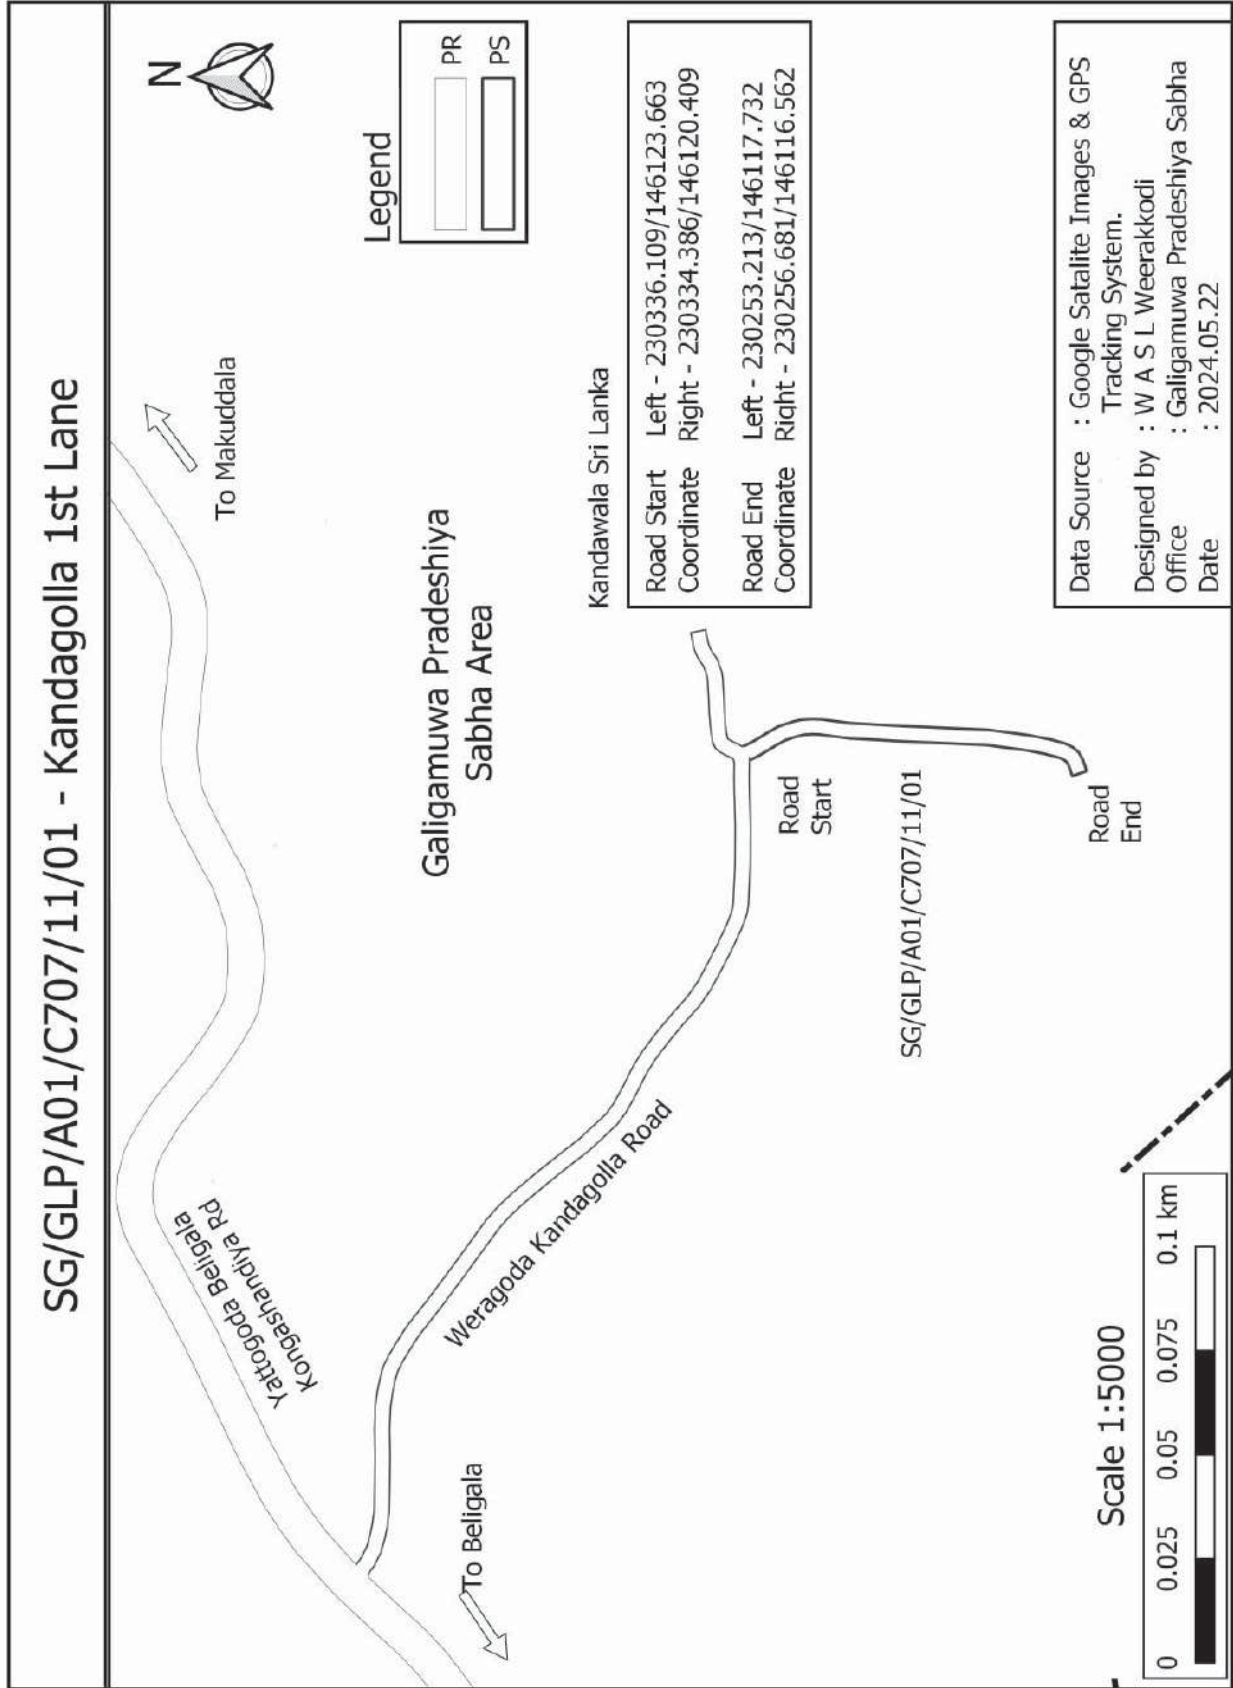 SG/GLP/A01/C707/11/01 - Kandagolla 1st Lane
N
To Makuddala
Legend
PR
PS
Yattogoda Beligala
Kongashandiya Rd
Galigamuwa Pradeshiya
Sabha Area
Kandawala Sri Lanka
Road Start Left - 230336.109/146123.663
Coordinate Right - 230334.386/146120.409
Road End Left - 230253.213/146117.732
Coordinate Right - 230256.681/146116.562
To Beligala
Weragoda Kandagolla Road
Road
Start
SG/GLP/A01/C707/11/01
Road
End
Scale 1:5000
0 0.025 0.05 0.075 0.1 km
Data Source : Google Satalite Images & GPS
Tracking System.
Designed by : W A S L Weerakkodi
Office : Galigamuwa Pradeshiya Sabha
Date : 2024.05.22